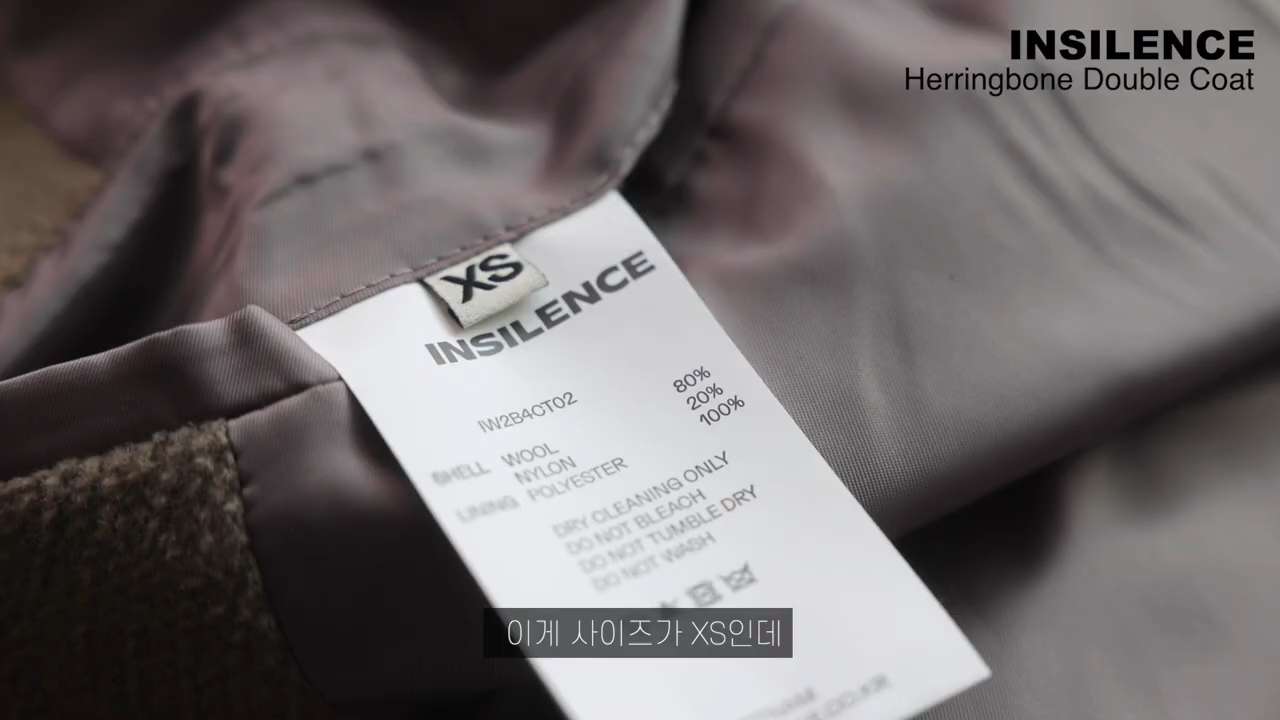 INSILENCE
Herringbone Double Coat
XS
INSILENCE
IW2B4CT02
80%
20%
100%
SHELL WOOL
NYLON
LINING POLYESTER
DRY CLEANING ONLY
DO NOT BLEACH
DO NOT TUMBLE DRY
DO NOT WASH
이게 사이즈가 XS인데